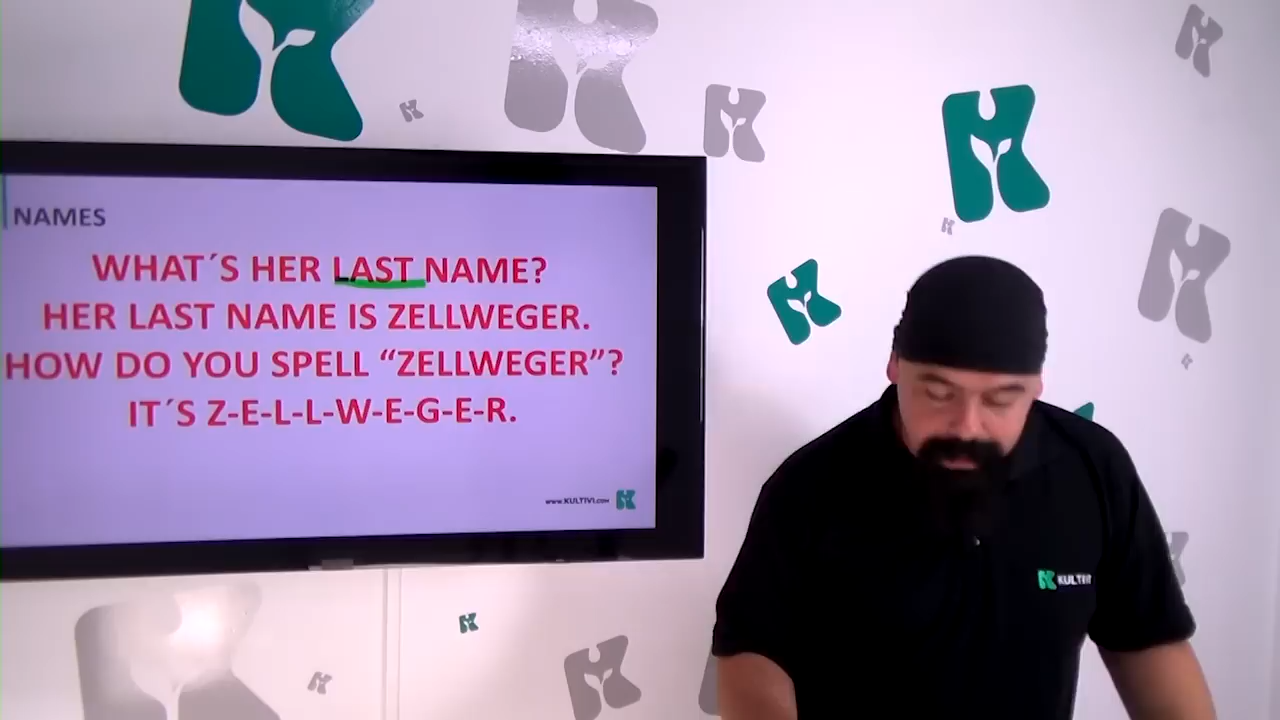 NAMES
WHAT´S HER LAST NAME?
HER LAST NAME IS ZELLWEGER.
HOW DO YOU SPELL “ZELLWEGER”?
IT´S Z-E-L-L-W-E-G-E-R.
www.KULTIVI.COM
KULTIVI